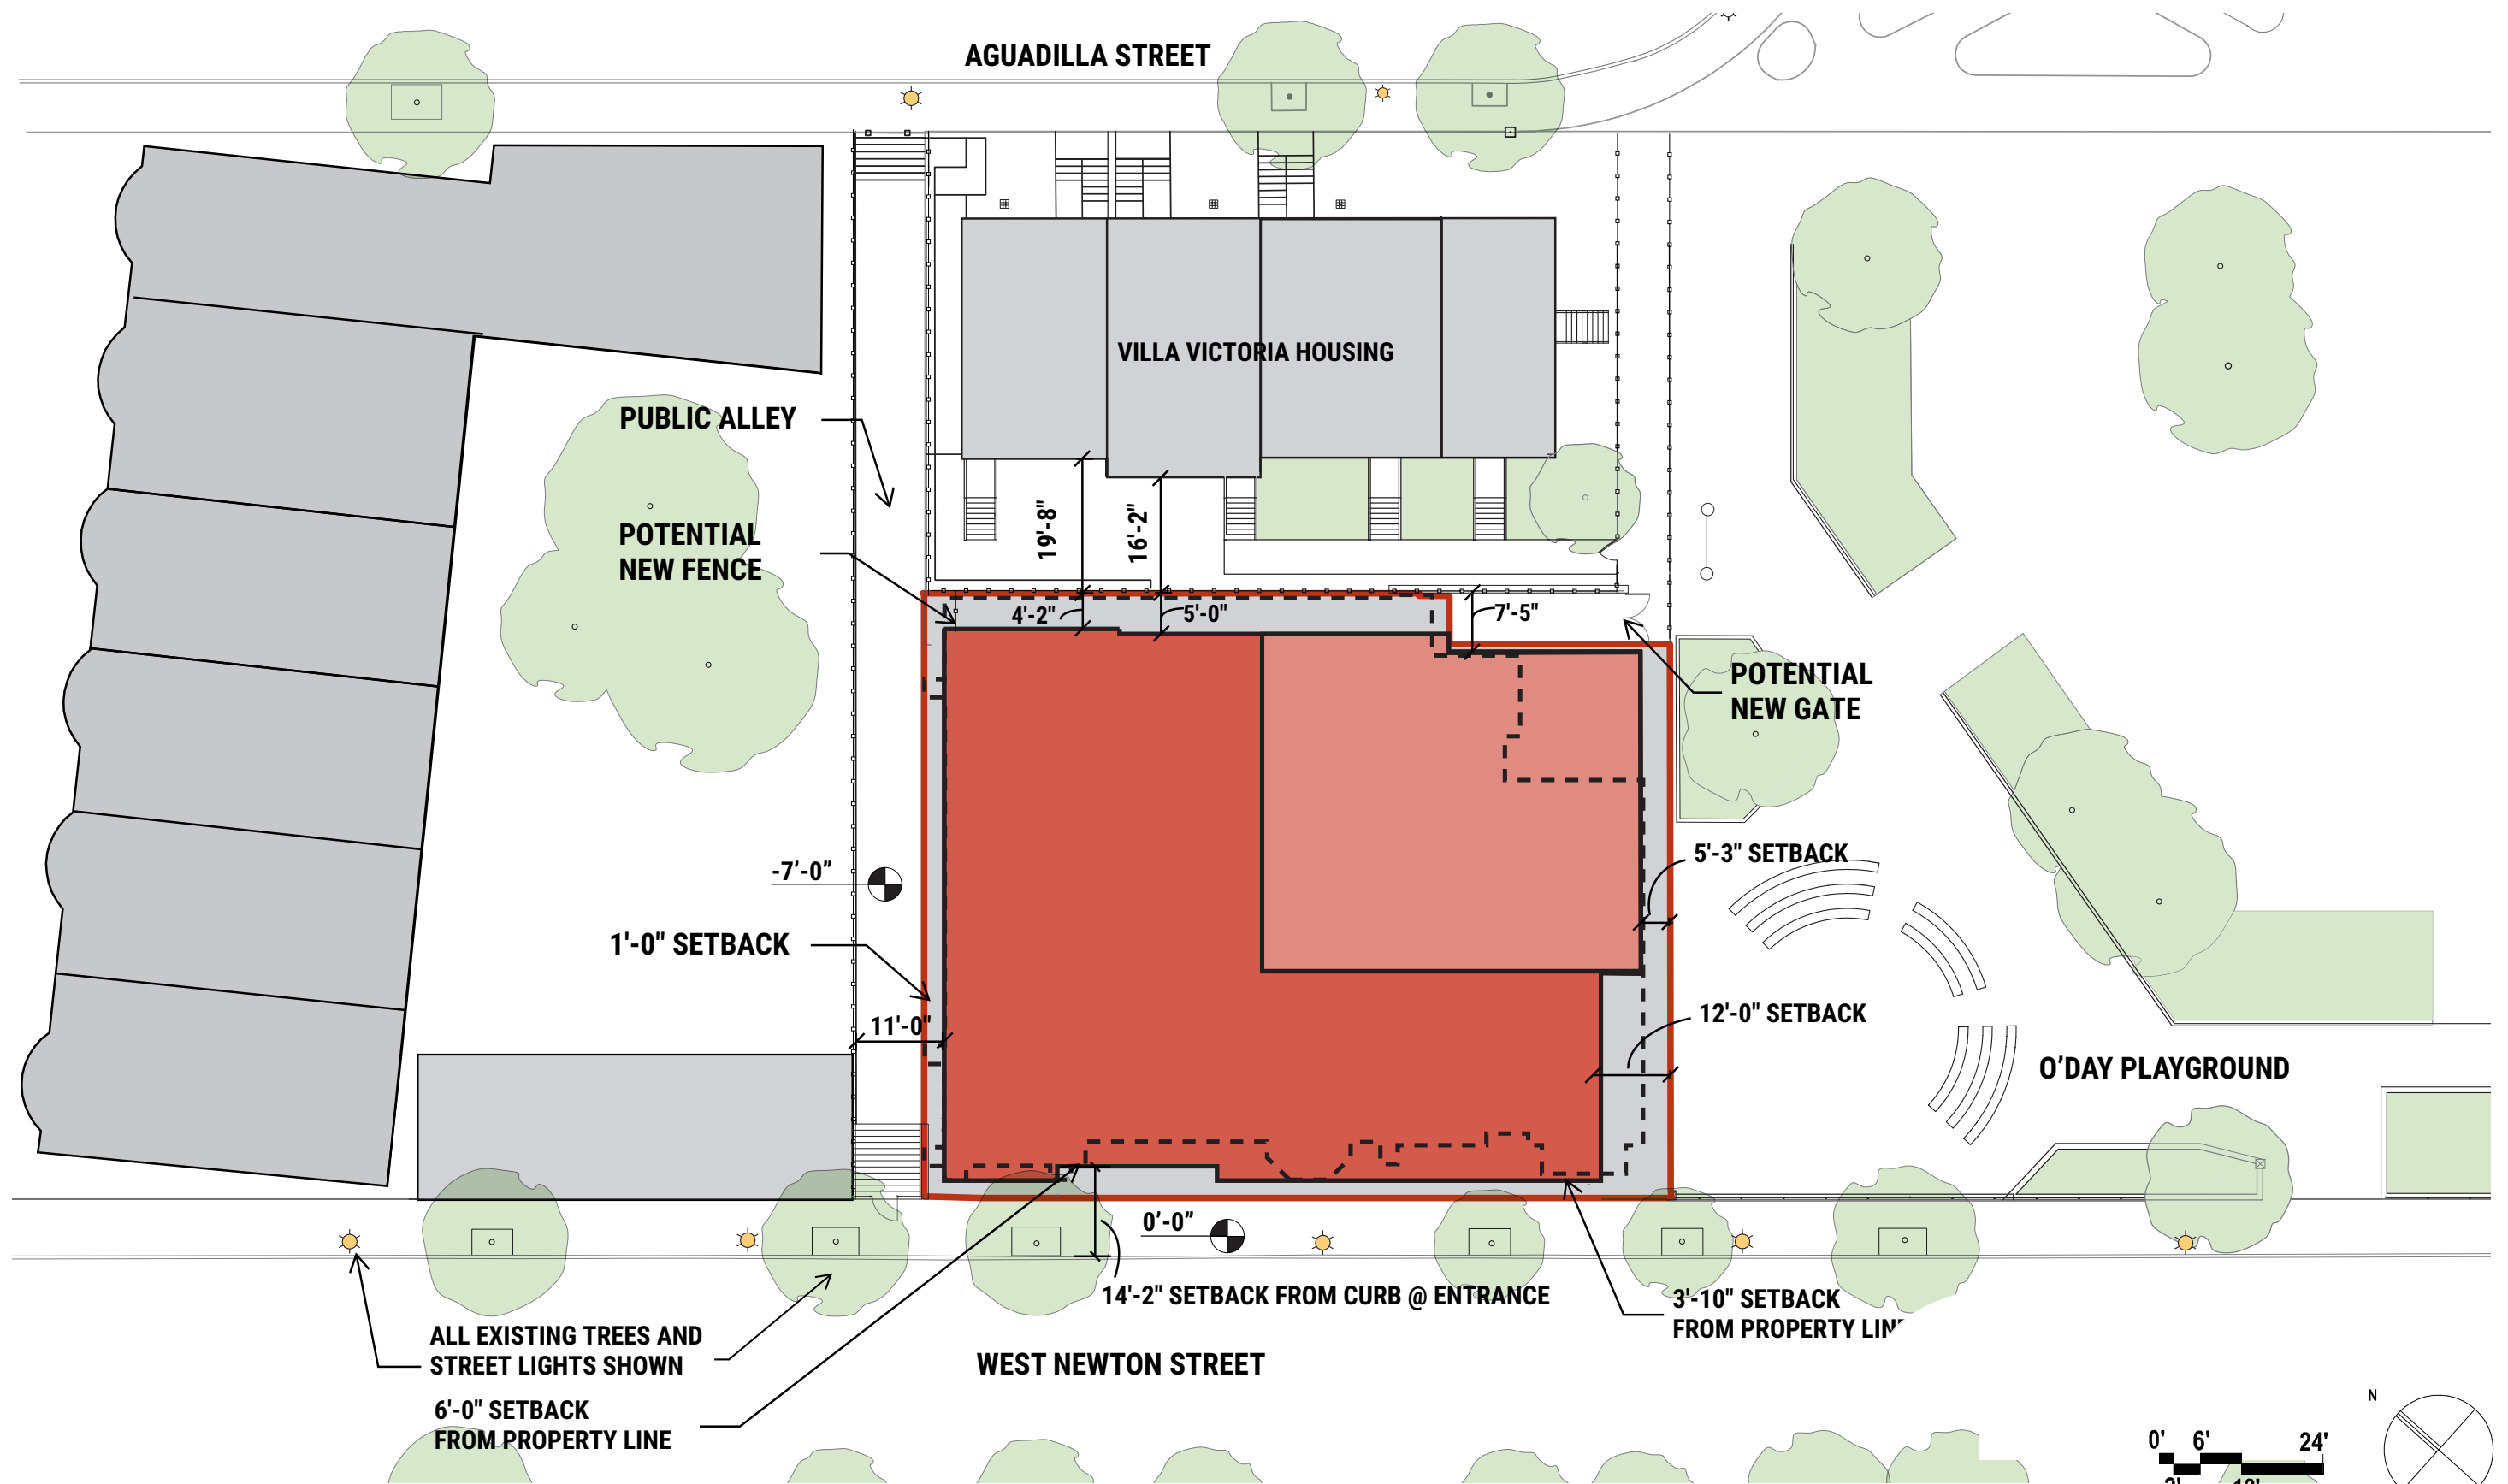 AGUADILLA STREET
VILLA VICTORIA HOUSING
PUBLIC ALLEY
POTENTIAL
NEW FENCE
19'-8"
16'-2"
4'-2"
5'-0"
7'-5"
POTENTIAL
NEW GATE
-7’-0”
5'-3" SETBACK
1'-0" SETBACK
11'-0"
12'-0" SETBACK
O’DAY PLAYGROUND
0’-0”
14'-2" SETBACK FROM CURB @ ENTRANCE
3'-10" SETBACK
FROM PROPERTY LINE
ALL EXISTING TREES AND
STREET LIGHTS SHOWN
WEST NEWTON STREET
6'-0" SETBACK
FROM PROPERTY LINE
N
0' 6' 24'